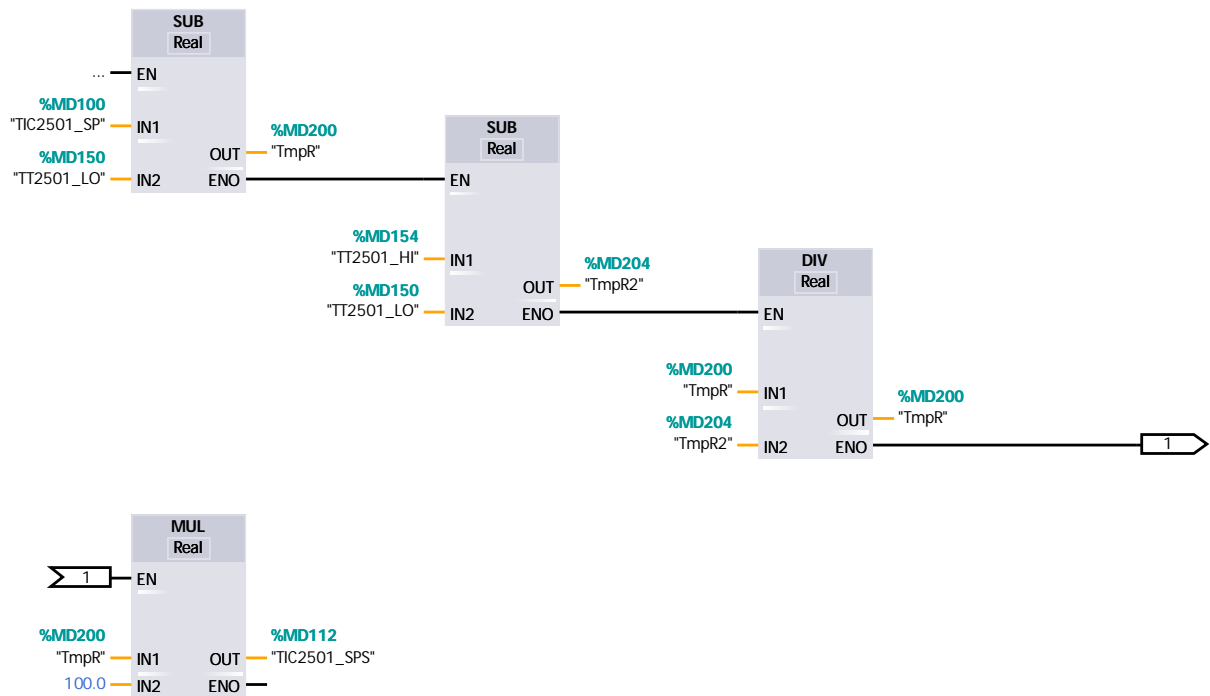 SUB
Real
... EN
%MD100
"TIC2501_SP" IN1
%MD200
OUT "TmpR"
%MD150
"TT2501_LO" IN2 ENO
SUB
Real
EN
%MD154
"TT2501_HI" IN1
%MD204
OUT "TmpR2"
%MD150
"TT2501_LO" IN2 ENO
DIV
Real
EN
%MD200
"TmpR" IN1
%MD200
OUT "TmpR"
%MD204
"TmpR2" IN2 ENO
1
MUL
Real
1 EN
%MD200 %MD112
"TmpR" IN1 OUT "TIC2501_SPS"
100.0 IN2 ENO